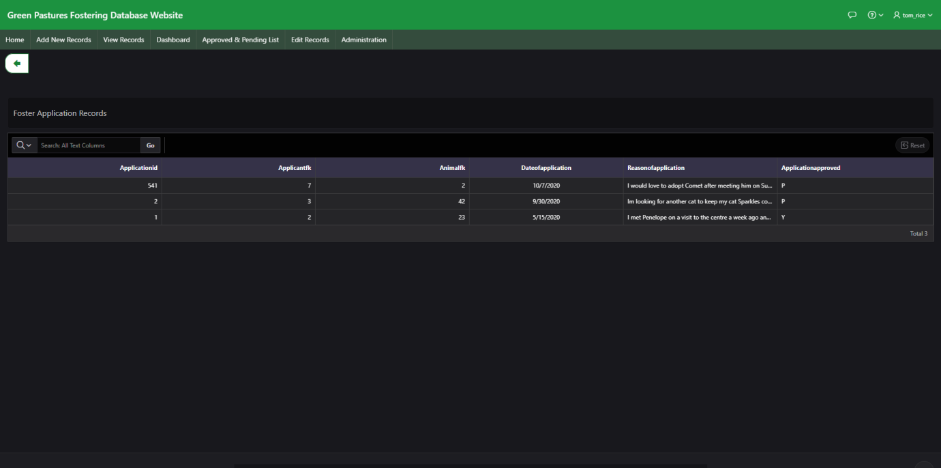 Green Pastures Fostering Database Website
tom_rice
Home Add New Records View Records Dashboard Approved & Pending List Edit Records Administration
Foster Application Records
Search: All Text Columns Go Reset
Applicationid Applicantfk Animalfk Dateofapplication Reasonofapplication Applicationapproved
541 7 2 10/7/2020 I would love to adopt Comet after meeting him on Su... P
2 3 42 9/30/2020 Im looking for another cat to keep my cat Sparkles co... P
1 2 23 5/15/2020 I met Penelope on a visit to the centre a week ago an... Y
Total 3